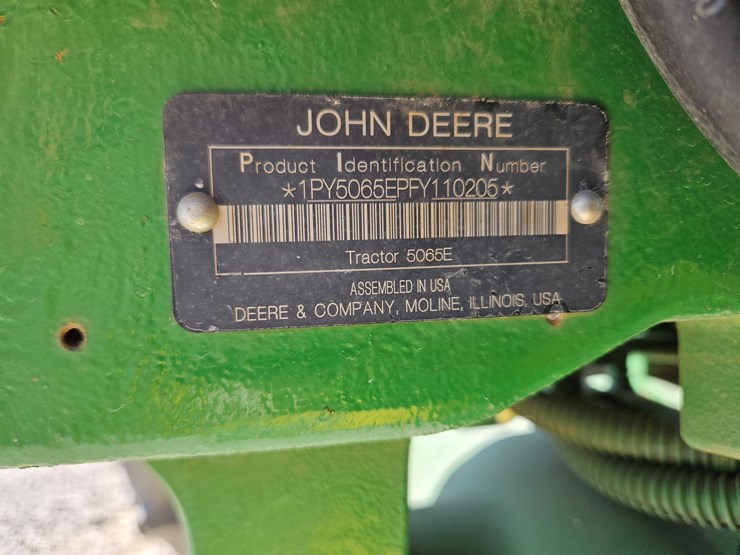 JOHN DEERE
Product Identification Number
*1PY5065EPFY110205*
Tractor 5065E
ASSEMBLED IN USA
DEERE & COMPANY, MOLINE, ILLINOIS, USA